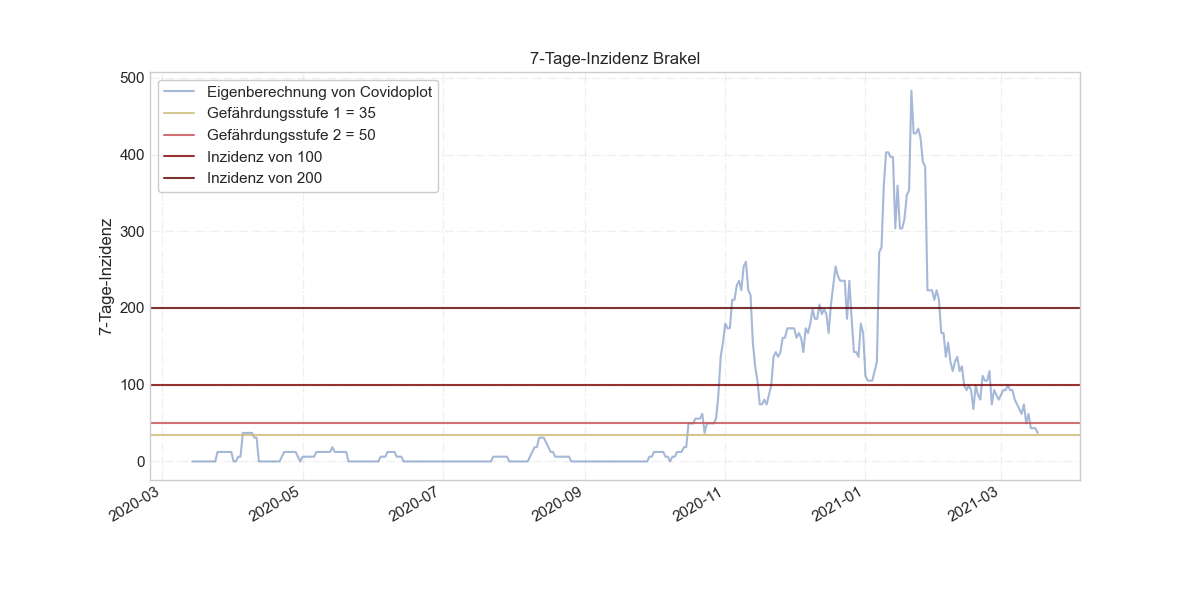 7-Tage-Inzidenz Brakel
7-Tage-Inzidenz
500
400
300
200
100
0
Eigenberechnung von Covidoplot
Gefährdungsstufe 1 = 35
Gefährdungsstufe 2 = 50
Inzidenz von 100
Inzidenz von 200
2020-03
2020-05
2020-07
2020-09
2020-11
2021-01
2021-03